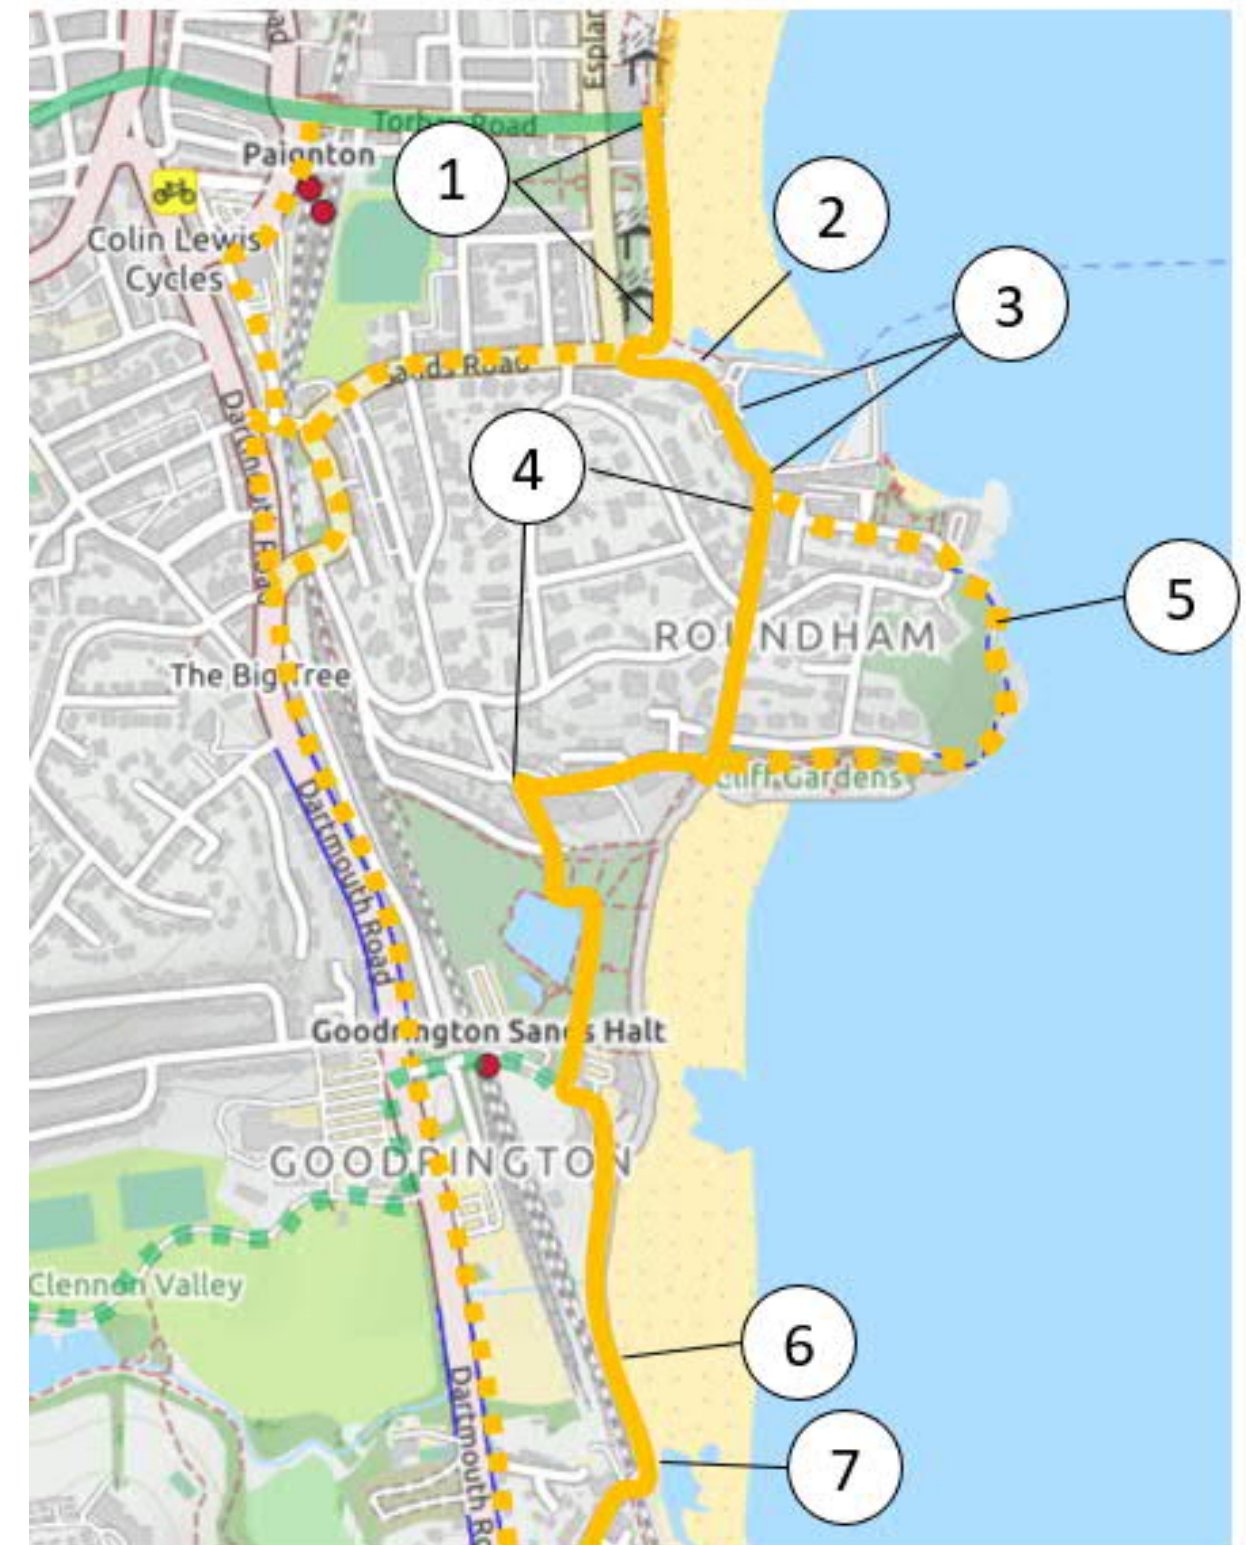 Esplan
Torbay Road
Paignton
1
2
Colin Lewis
Cycles
3
Sands Road
Dartmouth Road
4
5
ROUNDHAM
The Big Tree
Cliff Gardens
Dartmouth Road
Goodrington Sands Halt
GOODRINGTON
Clennon Valley
6
Dartmouth Ro
7